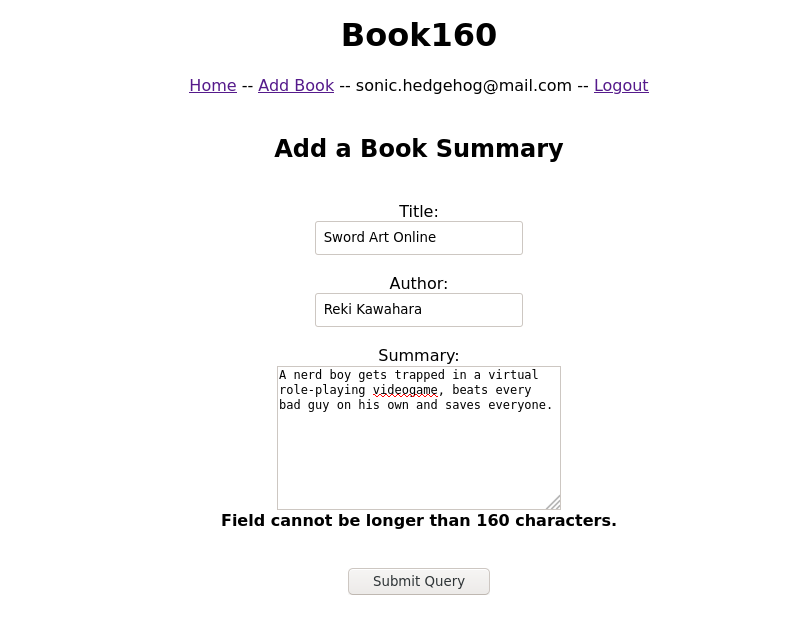 Book160
Home -- Add Book -- sonic.hedgehog@mail.com -- Logout
Add a Book Summary
Title:
Sword Art Online
Author:
Reki Kawahara
Summary:
A nerd boy gets trapped in a virtual
role-playing videogame, beats every
bad guy on his own and saves everyone.
Field cannot be longer than 160 characters.
Submit Query